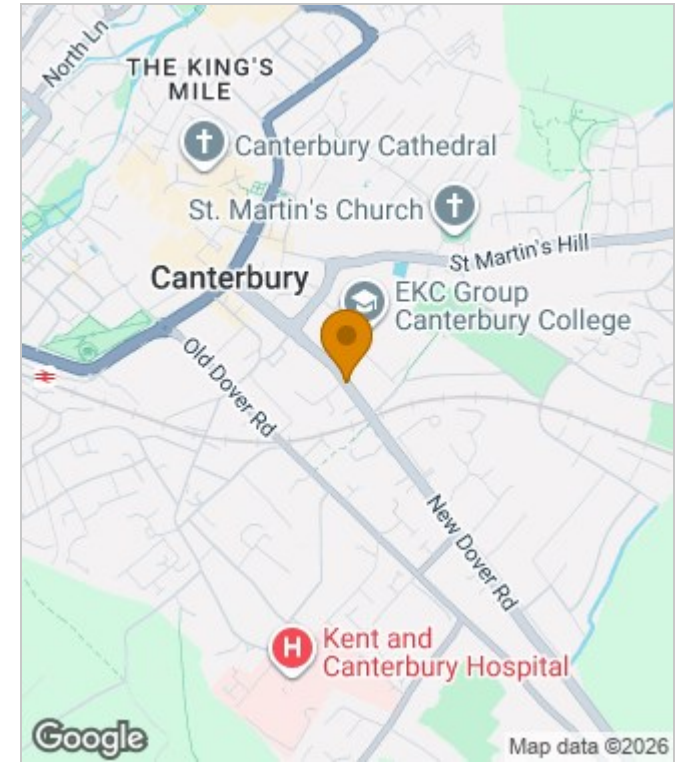 North Ln
THE KING'S
MILE
Canterbury Cathedral
St. Martin's Church
St Martin's Hill
Canterbury
EKC Group
Canterbury College
Old Dover Rd
New Dover Rd
H
Kent and
Canterbury Hospital
Google
Map data ©2026